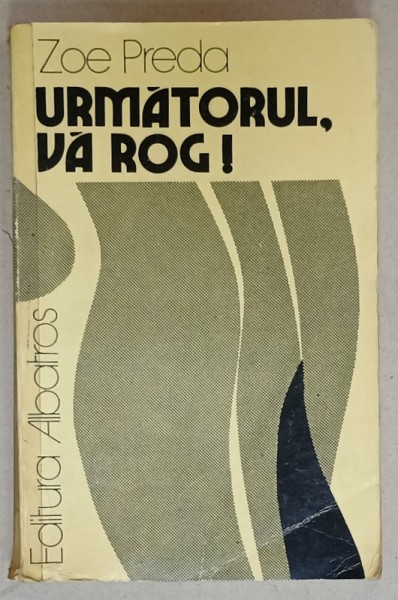 Zoe Preda
URMĂTORUL,
VĂ ROG!
Editura Albatros